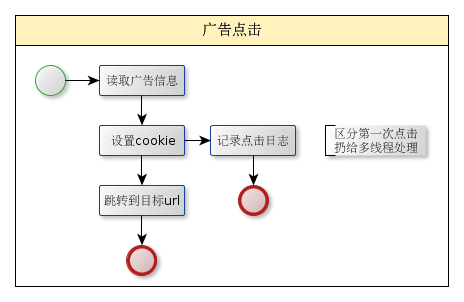 广告点击
读取广告信息
设置cookie
记录点击日志
区分第一次点击
扔给多线程处理
跳转到目标url